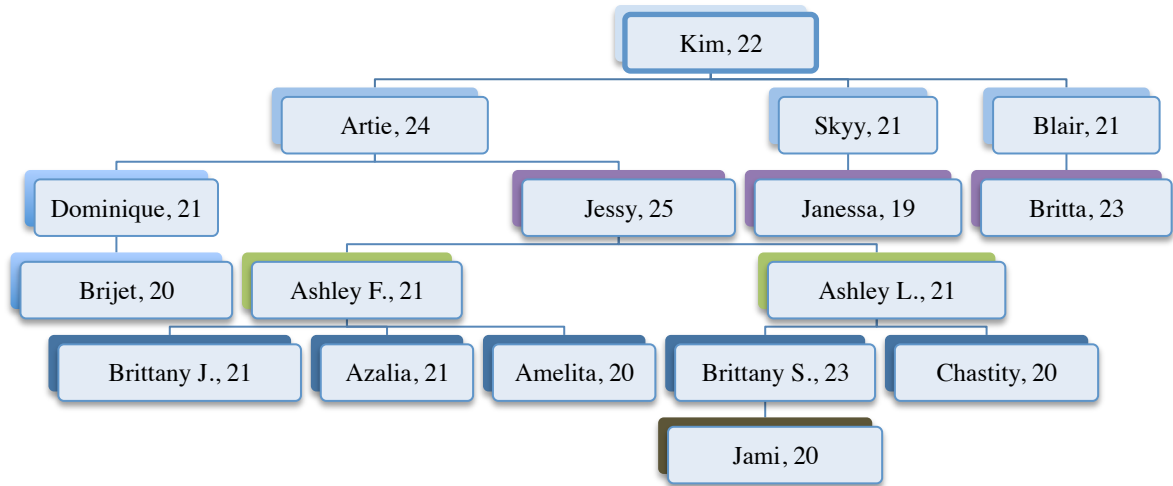 Kim, 22
Artie, 24
Skyy, 21
Blair, 21
Dominique, 21
Jessy, 25
Janessa, 19
Britta, 23
Brijet, 20
Ashley F., 21
Ashley L., 21
Brittany J., 21
Azalia, 21
Amelita, 20
Brittany S., 23
Chastity, 20
Jami, 20